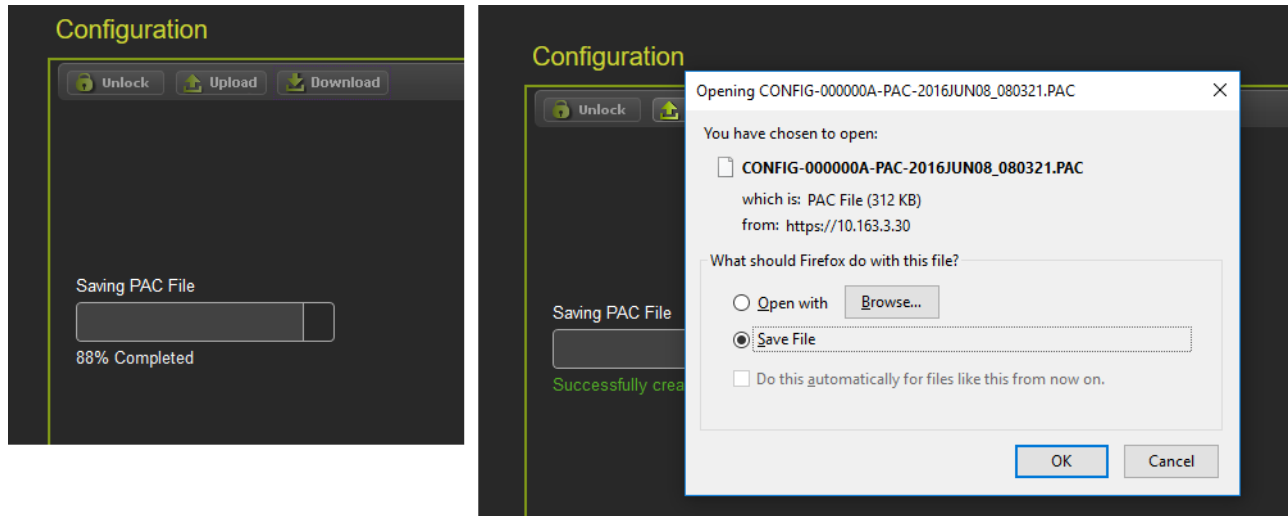 Configuration
Unlock Upload Download
Saving PAC File
88% Completed
Configuration
Unlock
Opening CONFIG-000000A-PAC-2016JUN08_080321.PAC
You have chosen to open:
CONFIG-000000A-PAC-2016JUN08_080321.PAC
which is: PAC File (312 KB)
from: https://10.163.3.30
What should Firefox do with this file?
Open with Browse...
Save File
Do this automatically for files like this from now on.
OK Cancel
Saving PAC File
Successfully crea